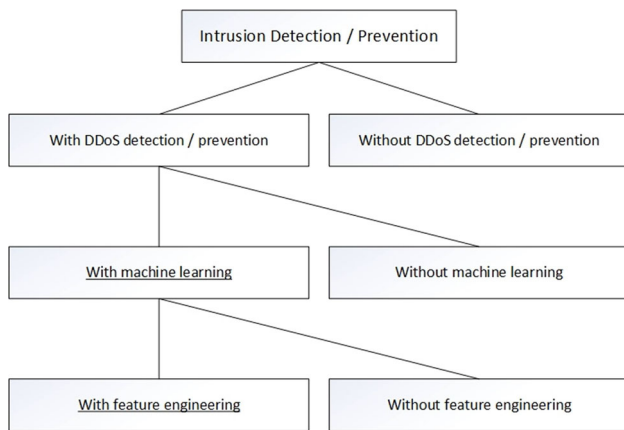 Intrusion Detection / Prevention
With DDoS detection / prevention
Without DDoS detection / prevention
With machine learning
Without machine learning
With feature engineering
Without feature engineering